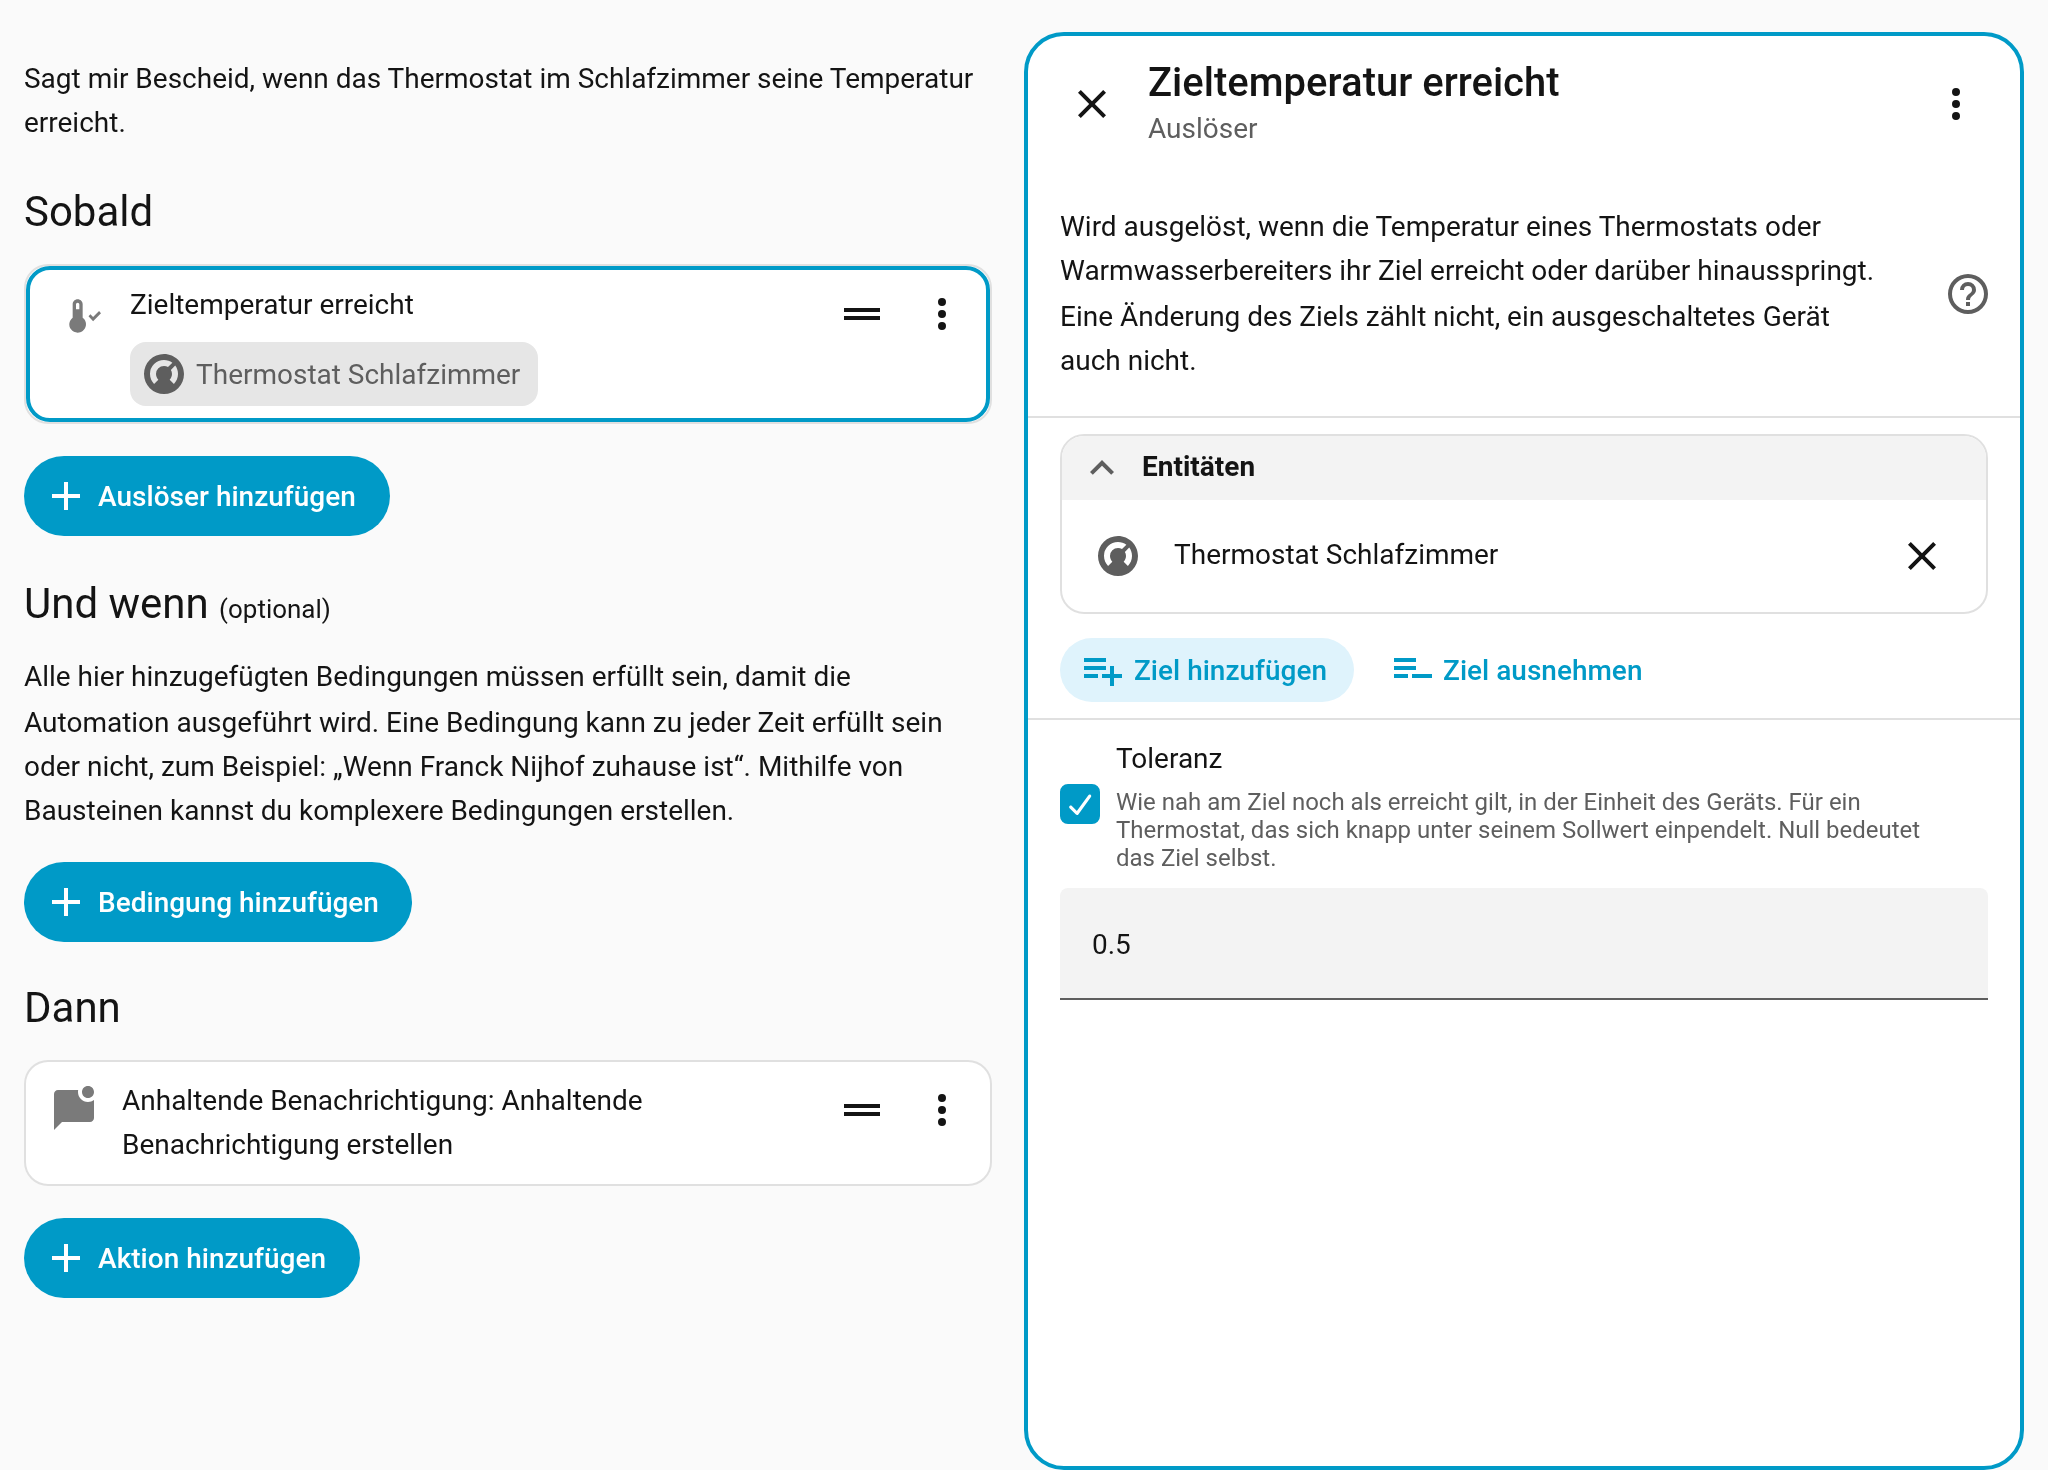 Sagt mir Bescheid, wenn das Thermostat im Schlafzimmer seine Temperatur
erreicht.
Sobald
Zieltemperatur erreicht
Thermostat Schlafzimmer
Auslöser hinzufügen
Und wenn (optional)
Alle hier hinzugefügten Bedingungen müssen erfüllt sein, damit die
Automation ausgeführt wird. Eine Bedingung kann zu jeder Zeit erfüllt sein
oder nicht, zum Beispiel: „Wenn Franck Nijhof zuhause ist“. Mithilfe von
Bausteinen kannst du komplexere Bedingungen erstellen.
Bedingung hinzufügen
Dann
Anhaltende Benachrichtigung: Anhaltende
Benachrichtigung erstellen
Aktion hinzufügen
Zieltemperatur erreicht
Auslöser
Wird ausgelöst, wenn die Temperatur eines Thermostats oder
Warmwasserbereiters ihr Ziel erreicht oder darüber hinausspringt.
Eine Änderung des Ziels zählt nicht, ein ausgeschaltetes Gerät
auch nicht.
Entitäten
Thermostat Schlafzimmer
Ziel hinzufügen
Ziel ausnehmen
Toleranz
Wie nah am Ziel noch als erreicht gilt, in der Einheit des Geräts. Für ein
Thermostat, das sich knapp unter seinem Sollwert einpendelt. Null bedeutet
das Ziel selbst.
0.5